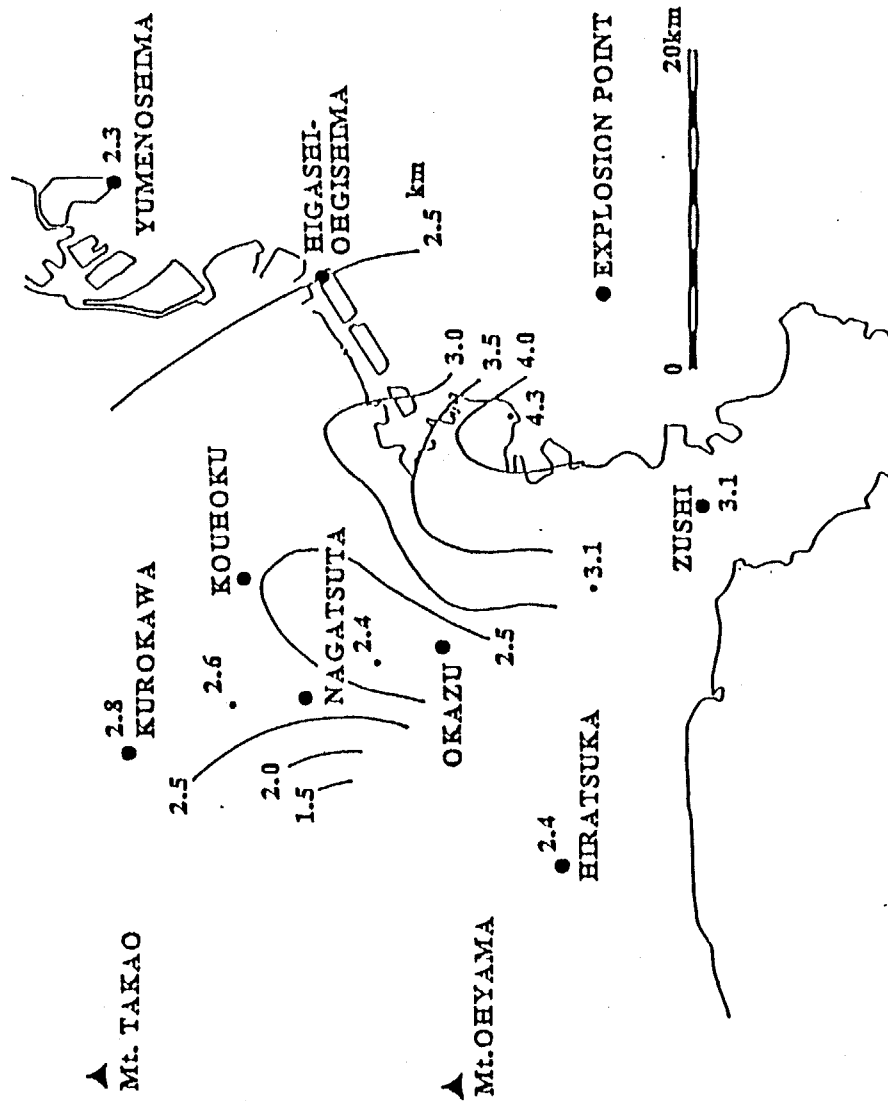 Mt. TAKAO
2.8
KUROKAWA
2.3
YUMENOSHIMA
2.6
KOUHOKU
2.5
2.0
1.5
NAGATSUTA
2.4
HIGASHI-
OHGISHIMA
2.5 km
3.0
3.5
4.0
4.3
Mt.OHYAMA
OKAZU
2.5
2.4
HIRATSUKA
3.1
EXPLOSION POINT
ZUSHI
3.1
0
20km